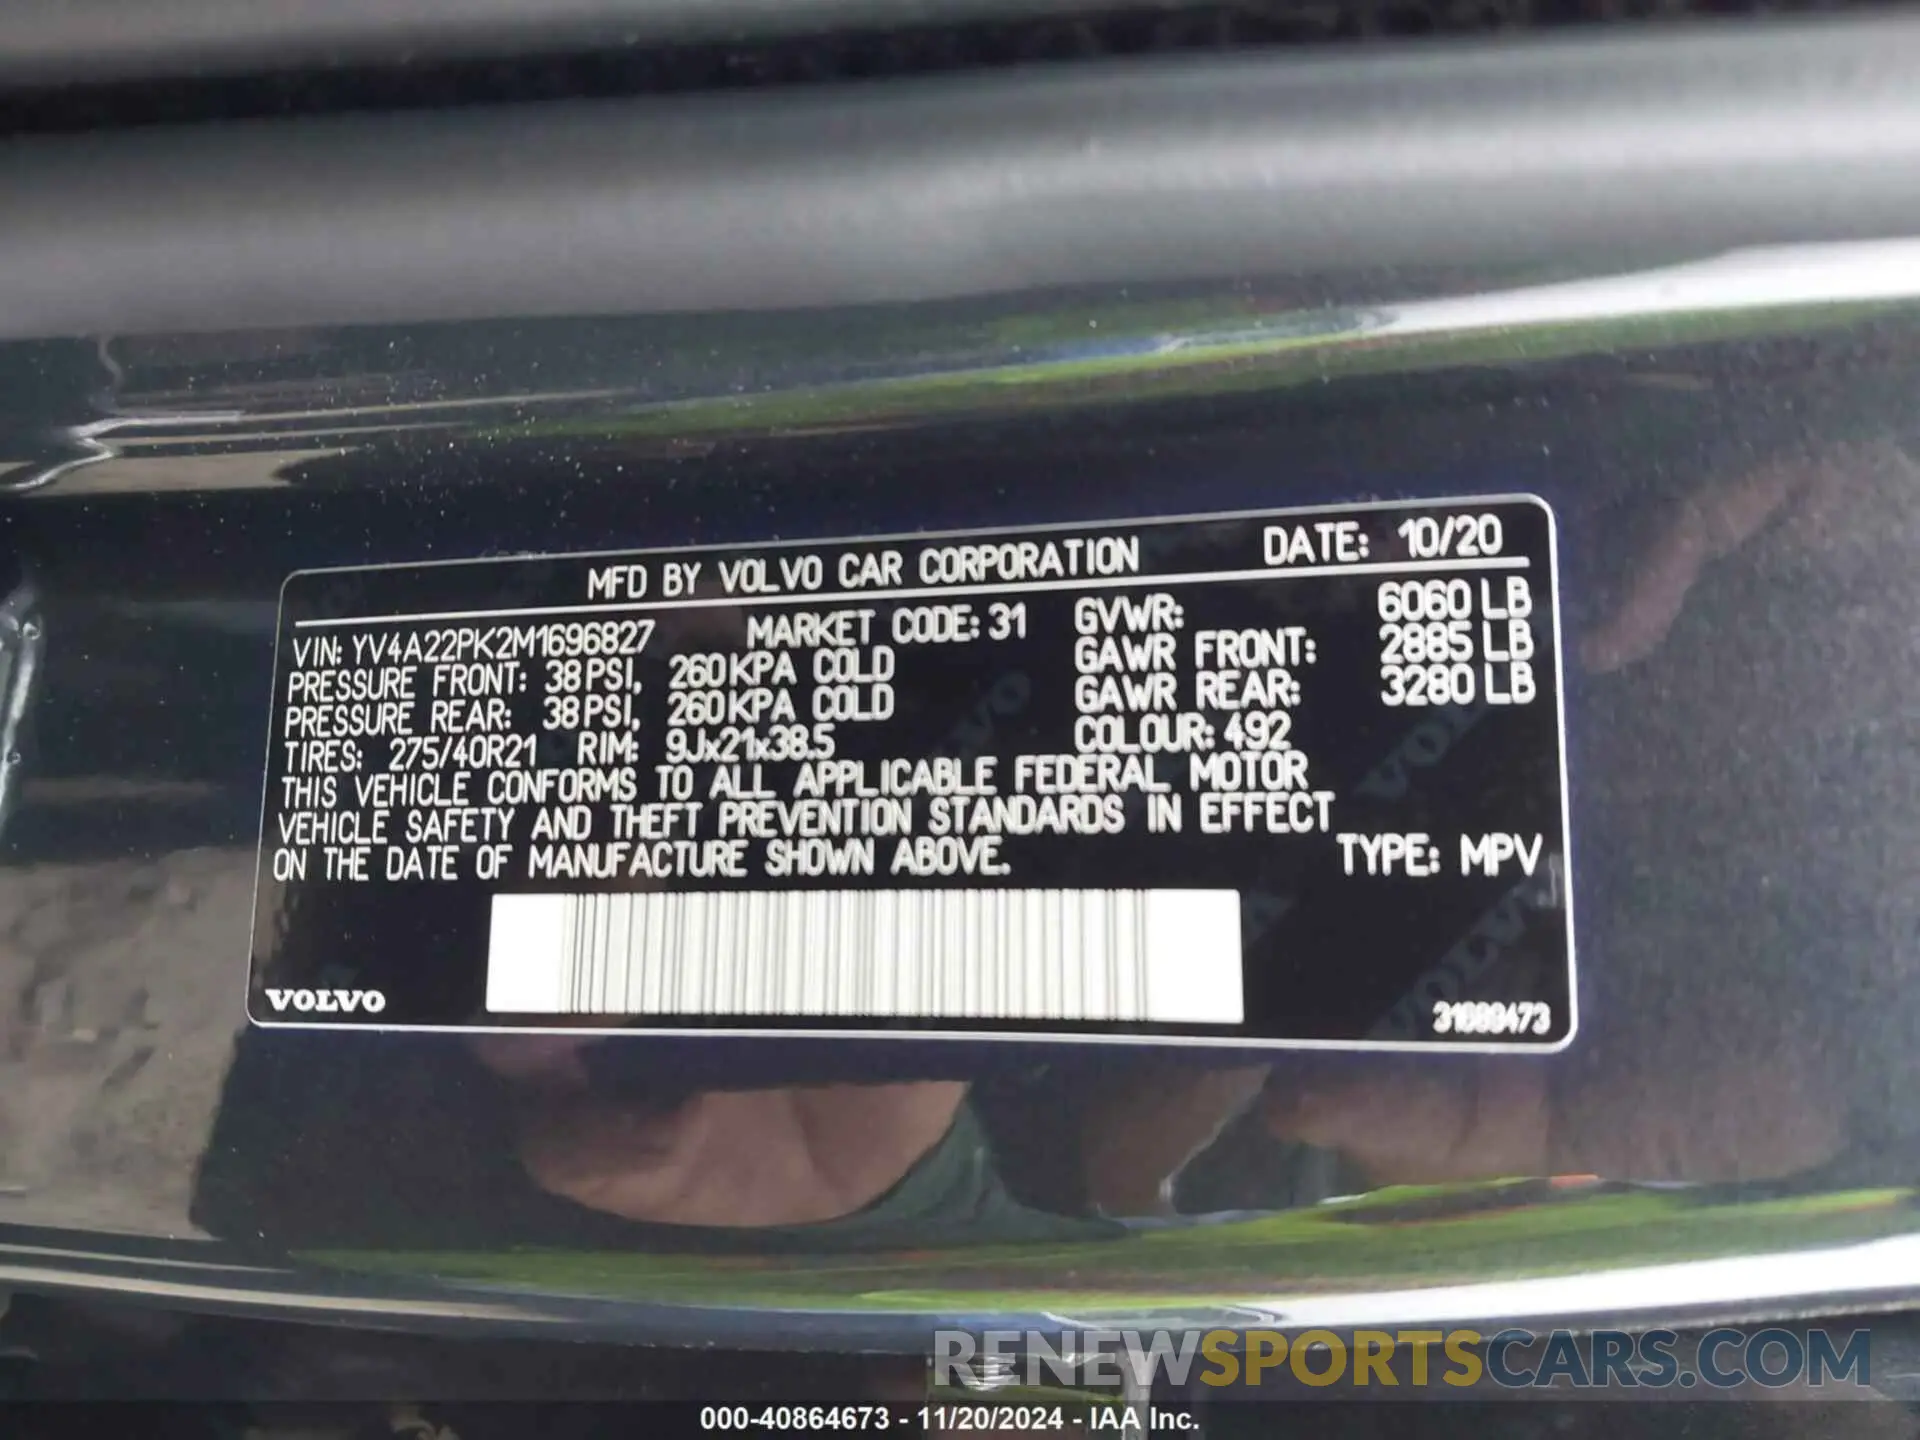 MFD BY VOLVO CAR CORPORATION DATE: 10/20
VIN: YV4A22PK2M1696827 MARKET CODE: 31 GVWR: 6060 LB
PRESSURE FRONT: 38 PSI, 260 KPA COLD GAWR FRONT: 2885 LB
PRESSURE REAR: 38 PSI, 260 KPA COLD GAWR REAR: 3280 LB
TIRES: 275/40R21 RIM: 9Jx21x38.5 COLOUR: 492
THIS VEHICLE CONFORMS TO ALL APPLICABLE FEDERAL MOTOR
VEHICLE SAFETY AND THEFT PREVENTION STANDARDS IN EFFECT
ON THE DATE OF MANUFACTURE SHOWN ABOVE. TYPE: MPV
VOLVO 31689473
RENEWSPORTSCARS.COM
000-40864673 - 11/20/2024 - IAA Inc.